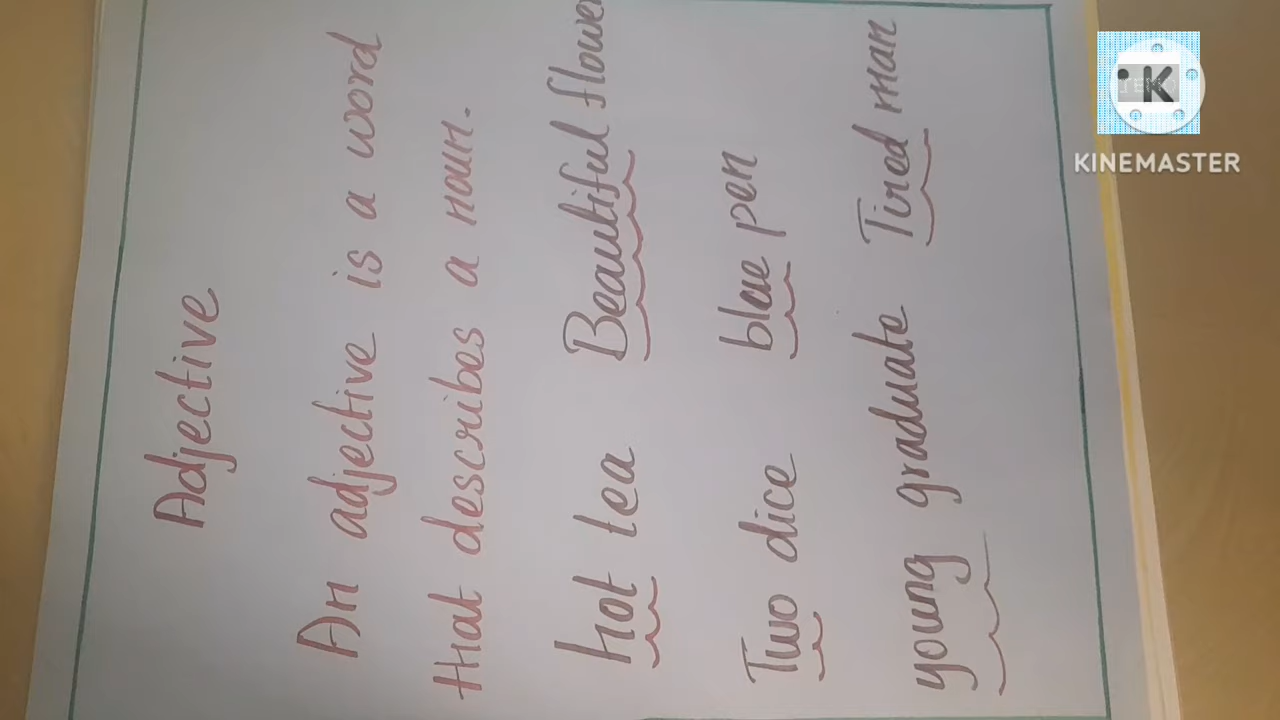 Adjective
An adjective is a word
that describes a noun.
hot tea Beautiful flower
Two dice blue pen
young graduate Tired man
KINEMASTER